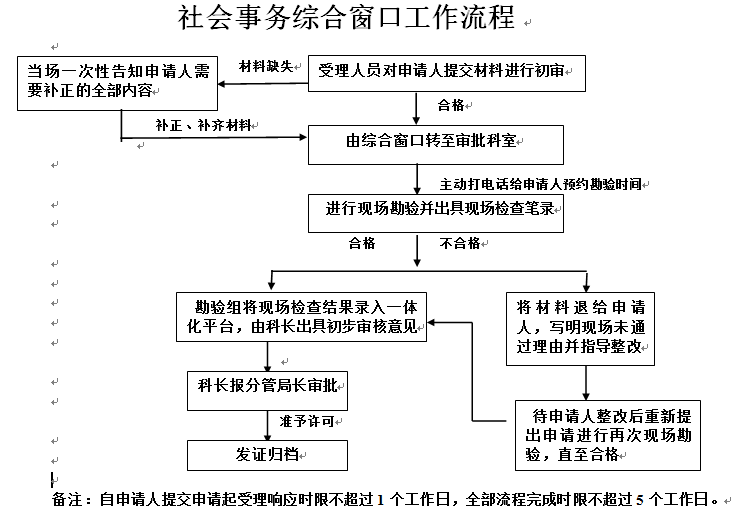 社会事务综合窗口工作流程
当场一次性告知申请人需
要补正的全部内容
材料缺失
受理人员对申请人提交材料进行初审
合格
补正、补齐材料
由综合窗口转至审批科室
主动打电话给申请人预约勘验时间
进行现场勘验并出具现场检查笔录
合格
不合格
勘验组将现场检查结果录入一体
化平台，由科长出具初步审核意见
将材料退给申请
人，写明现场未通
过理由并指导整改
科长报分管局长审批
准予许可
待申请人整改后重新提
出申请进行再次现场勘
验，直至合格
发证归档
备注：自申请人提交申请起受理响应时限不超过1个工作日，全部流程完成时限不超过5个工作日。